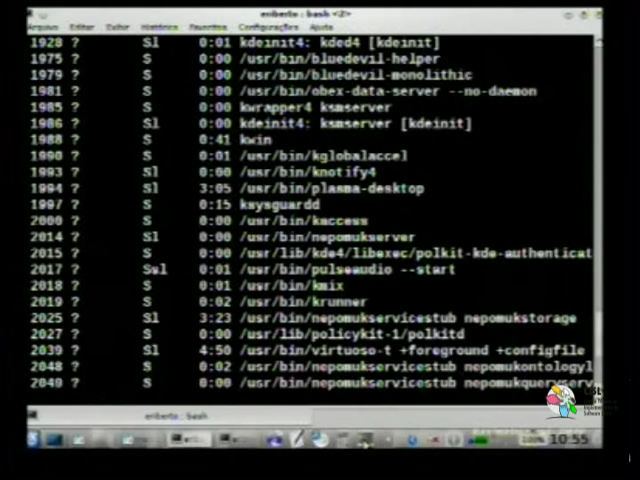 eriberto : bash <2>
Arquivo Editar Exibir Histórico Favoritos Configurações Ajuda
1928 ? Sl 0:01 kdeinit4: kded4 [kdeinit]
1975 ? S 0:00 /usr/bin/bluedevil-helper
1979 ? S 0:00 /usr/bin/bluedevil-monolithic
1981 ? S 0:00 /usr/bin/obex-data-server --no-daemon
1985 ? S 0:00 kwrapper4 ksmserver
1986 ? Sl 0:00 kdeinit4: ksmserver [kdeinit]
1988 ? S 0:41 kwin
1990 ? S 0:01 /usr/bin/kglobalaccel
1993 ? Sl 0:00 /usr/bin/knotify4
1994 ? Sl 3:05 /usr/bin/plasma-desktop
1997 ? S 0:15 ksysguardd
2000 ? S 0:00 /usr/bin/kaccess
2014 ? Sl 0:00 /usr/bin/nepomukserver
2015 ? S 0:00 /usr/lib/kde4/libexec/polkit-kde-authenticat
2017 ? Ssl 0:01 /usr/bin/pulseaudio --start
2018 ? S 0:01 /usr/bin/kmix
2019 ? S 0:02 /usr/bin/krunner
2025 ? Sl 3:23 /usr/bin/nepomukservicestub nepomukstorage
2027 ? S 0:00 /usr/lib/policykit-1/polkitd
2039 ? Sl 4:50 /usr/bin/virtuoso-t +foreground +configfile
2048 ? S 0:02 /usr/bin/nepomukservicestub nepomukontologyl
2049 ? S 0:00 /usr/bin/nepomukservicestub nepomukqueryserv
eriberto : bash
100% 10:55